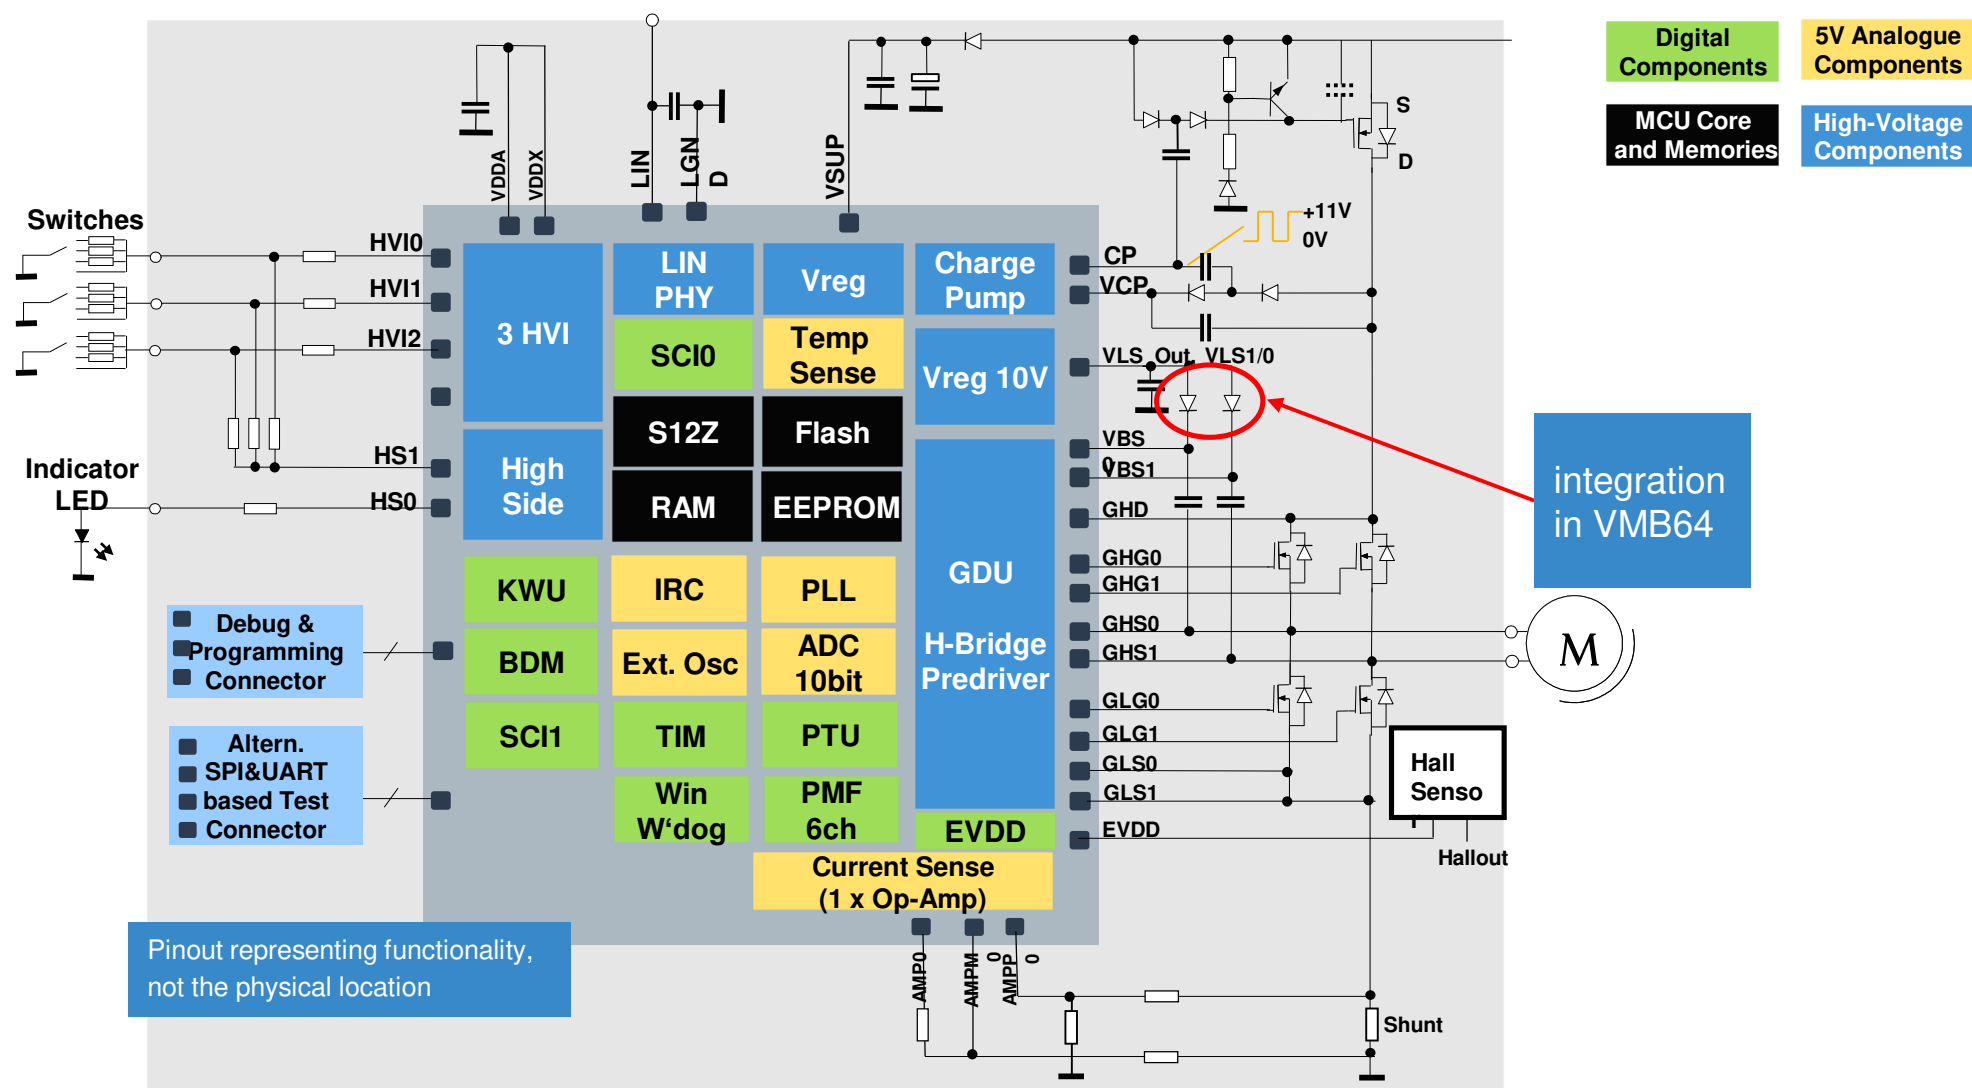 Digital
Components
5V Analogue
Components
MCU Core
and Memories
High-Voltage
Components
VDDA
VDDX
LIN
LGN
D
VSUP
S
D
+11V
0V
Switches
HVI0
HVI1
HVI2
HS1
HS0
Indicator
LED
3 HVI
LIN
PHY
Vreg
Charge
Pump
SCI0
Temp
Sense
Vreg 10V
S12Z
Flash
High
Side
RAM
EEPROM
GDU
H-Bridge
Predriver
KWU
IRC
PLL
BDM
Ext. Osc
ADC
10bit
SCI1
TIM
PTU
Win
W‘dog
PMF
6ch
EVDD
Current Sense
(1 x Op-Amp)
CP
VCP
VLS_Out, VLS1/0
VBS
0
VBS1
GHD
GHG0
GHG1
GHS0
GHS1
GLG0
GLG1
GLS0
GLS1
EVDD
integration
in VMB64
M
Hall
Senso
r
Hallout
Debug &
Programming
Connector
Altern.
SPI&UART
based Test
Connector
Pinout representing functionality,
not the physical location
AMP0
AMPM
0
AMPP
0
Shunt